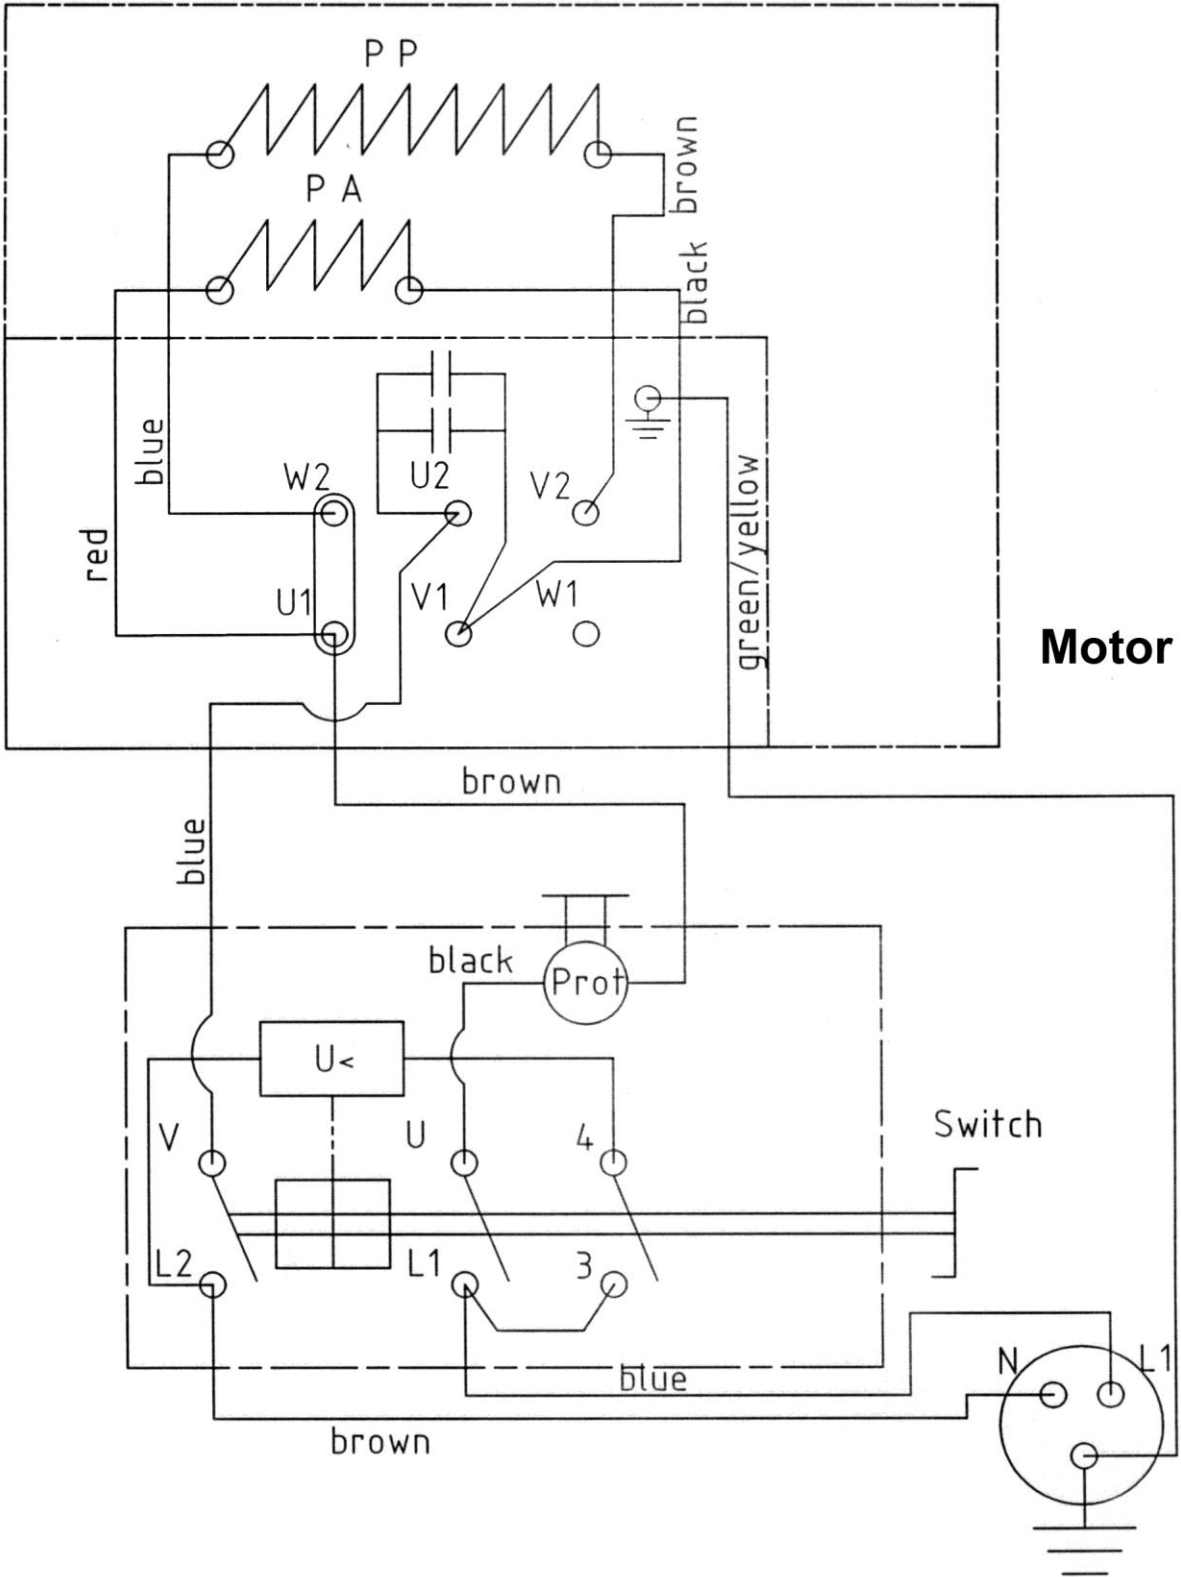 P P
brown
P A
black
blue
W2
U2
V2
red
U1
V1
W1
green/yellow
Motor
brown
blue
black
Prot
U<
V
U
4
Switch
L2
L1
3
N
L1
blue
brown